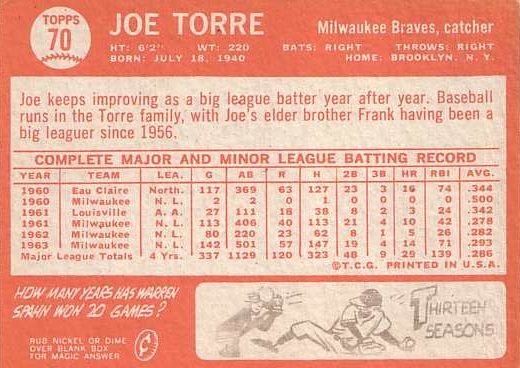 TOPPS
70
JOE TORRE
Milwaukee Braves, catcher
HT: 6'2" WT: 220 BATS: RIGHT THROWS: RIGHT
BORN: JULY 18, 1940 HOME: BROOKLYN, N. Y.
Joe keeps improving as a big league batter year after year. Baseball
runs in the Torre family, with Joe's elder brother Frank having been a
big leaguer since 1956.
COMPLETE MAJOR AND MINOR LEAGUE BATTING RECORD
YEAR TEAM LEA. G AB R H 2B 3B HR RBI AVG.
1960 Eau Claire North. 117 369 63 127 23 3 16 74 .344
1960 Milwaukee N. L. 2 2 0 1 0 0 0 0 .500
1961 Louisville A. A. 27 111 18 38 8 2 3 24 .342
1961 Milwaukee N. L. 113 406 40 113 21 4 10 42 .278
1962 Milwaukee N. L. 80 220 23 62 8 1 5 26 .282
1963 Milwaukee N. L. 142 501 57 147 19 4 14 71 .293
Major League Totals 4 Yrs. 337 1129 120 323 48 9 29 139 .286
©T.C.G. PRINTED IN U.S.A.
HOW MANY YEARS HAS WARREN
SPAHN WON 20 GAMES?
RUB NICKEL OR DIME
OVER BLANK BOX
FOR MAGIC ANSWER
THIRTEEN
SEASONS